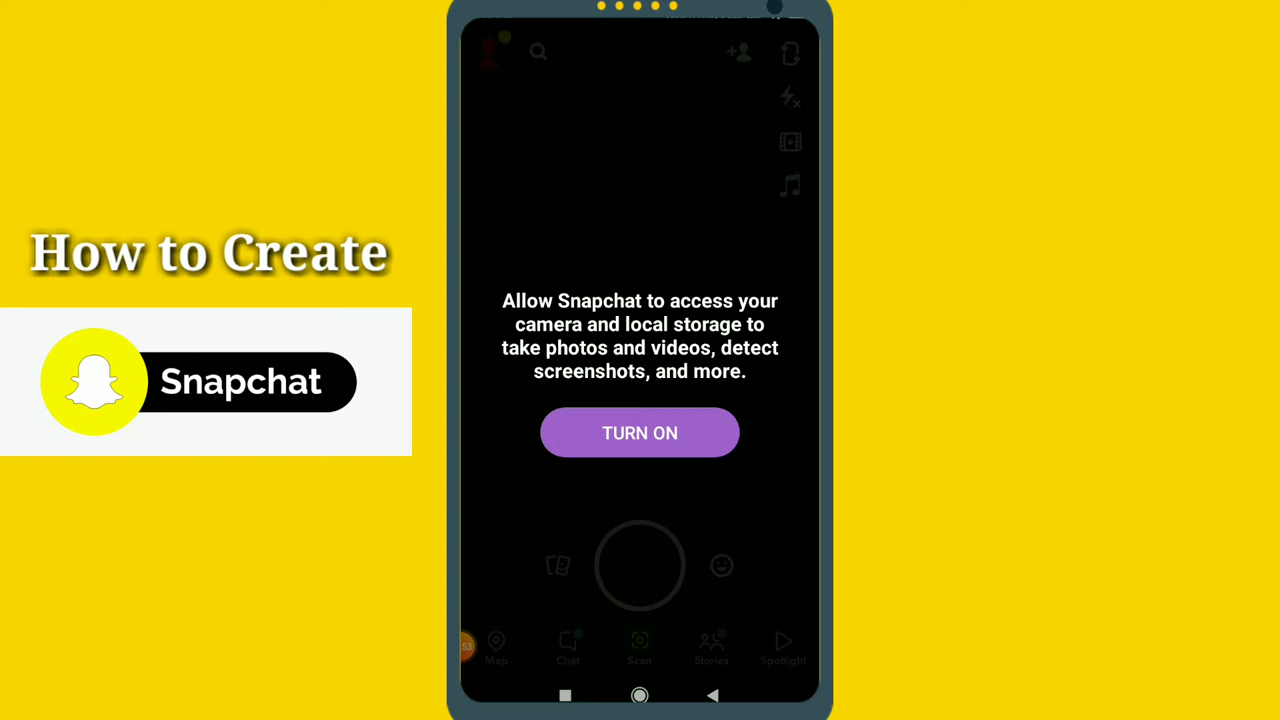 How to Create
Snapchat
Allow Snapchat to access your
camera and local storage to
take photos and videos, detect
screenshots, and more.
TURN ON
53
Map
Chat
Scan
Stories
Spotlight